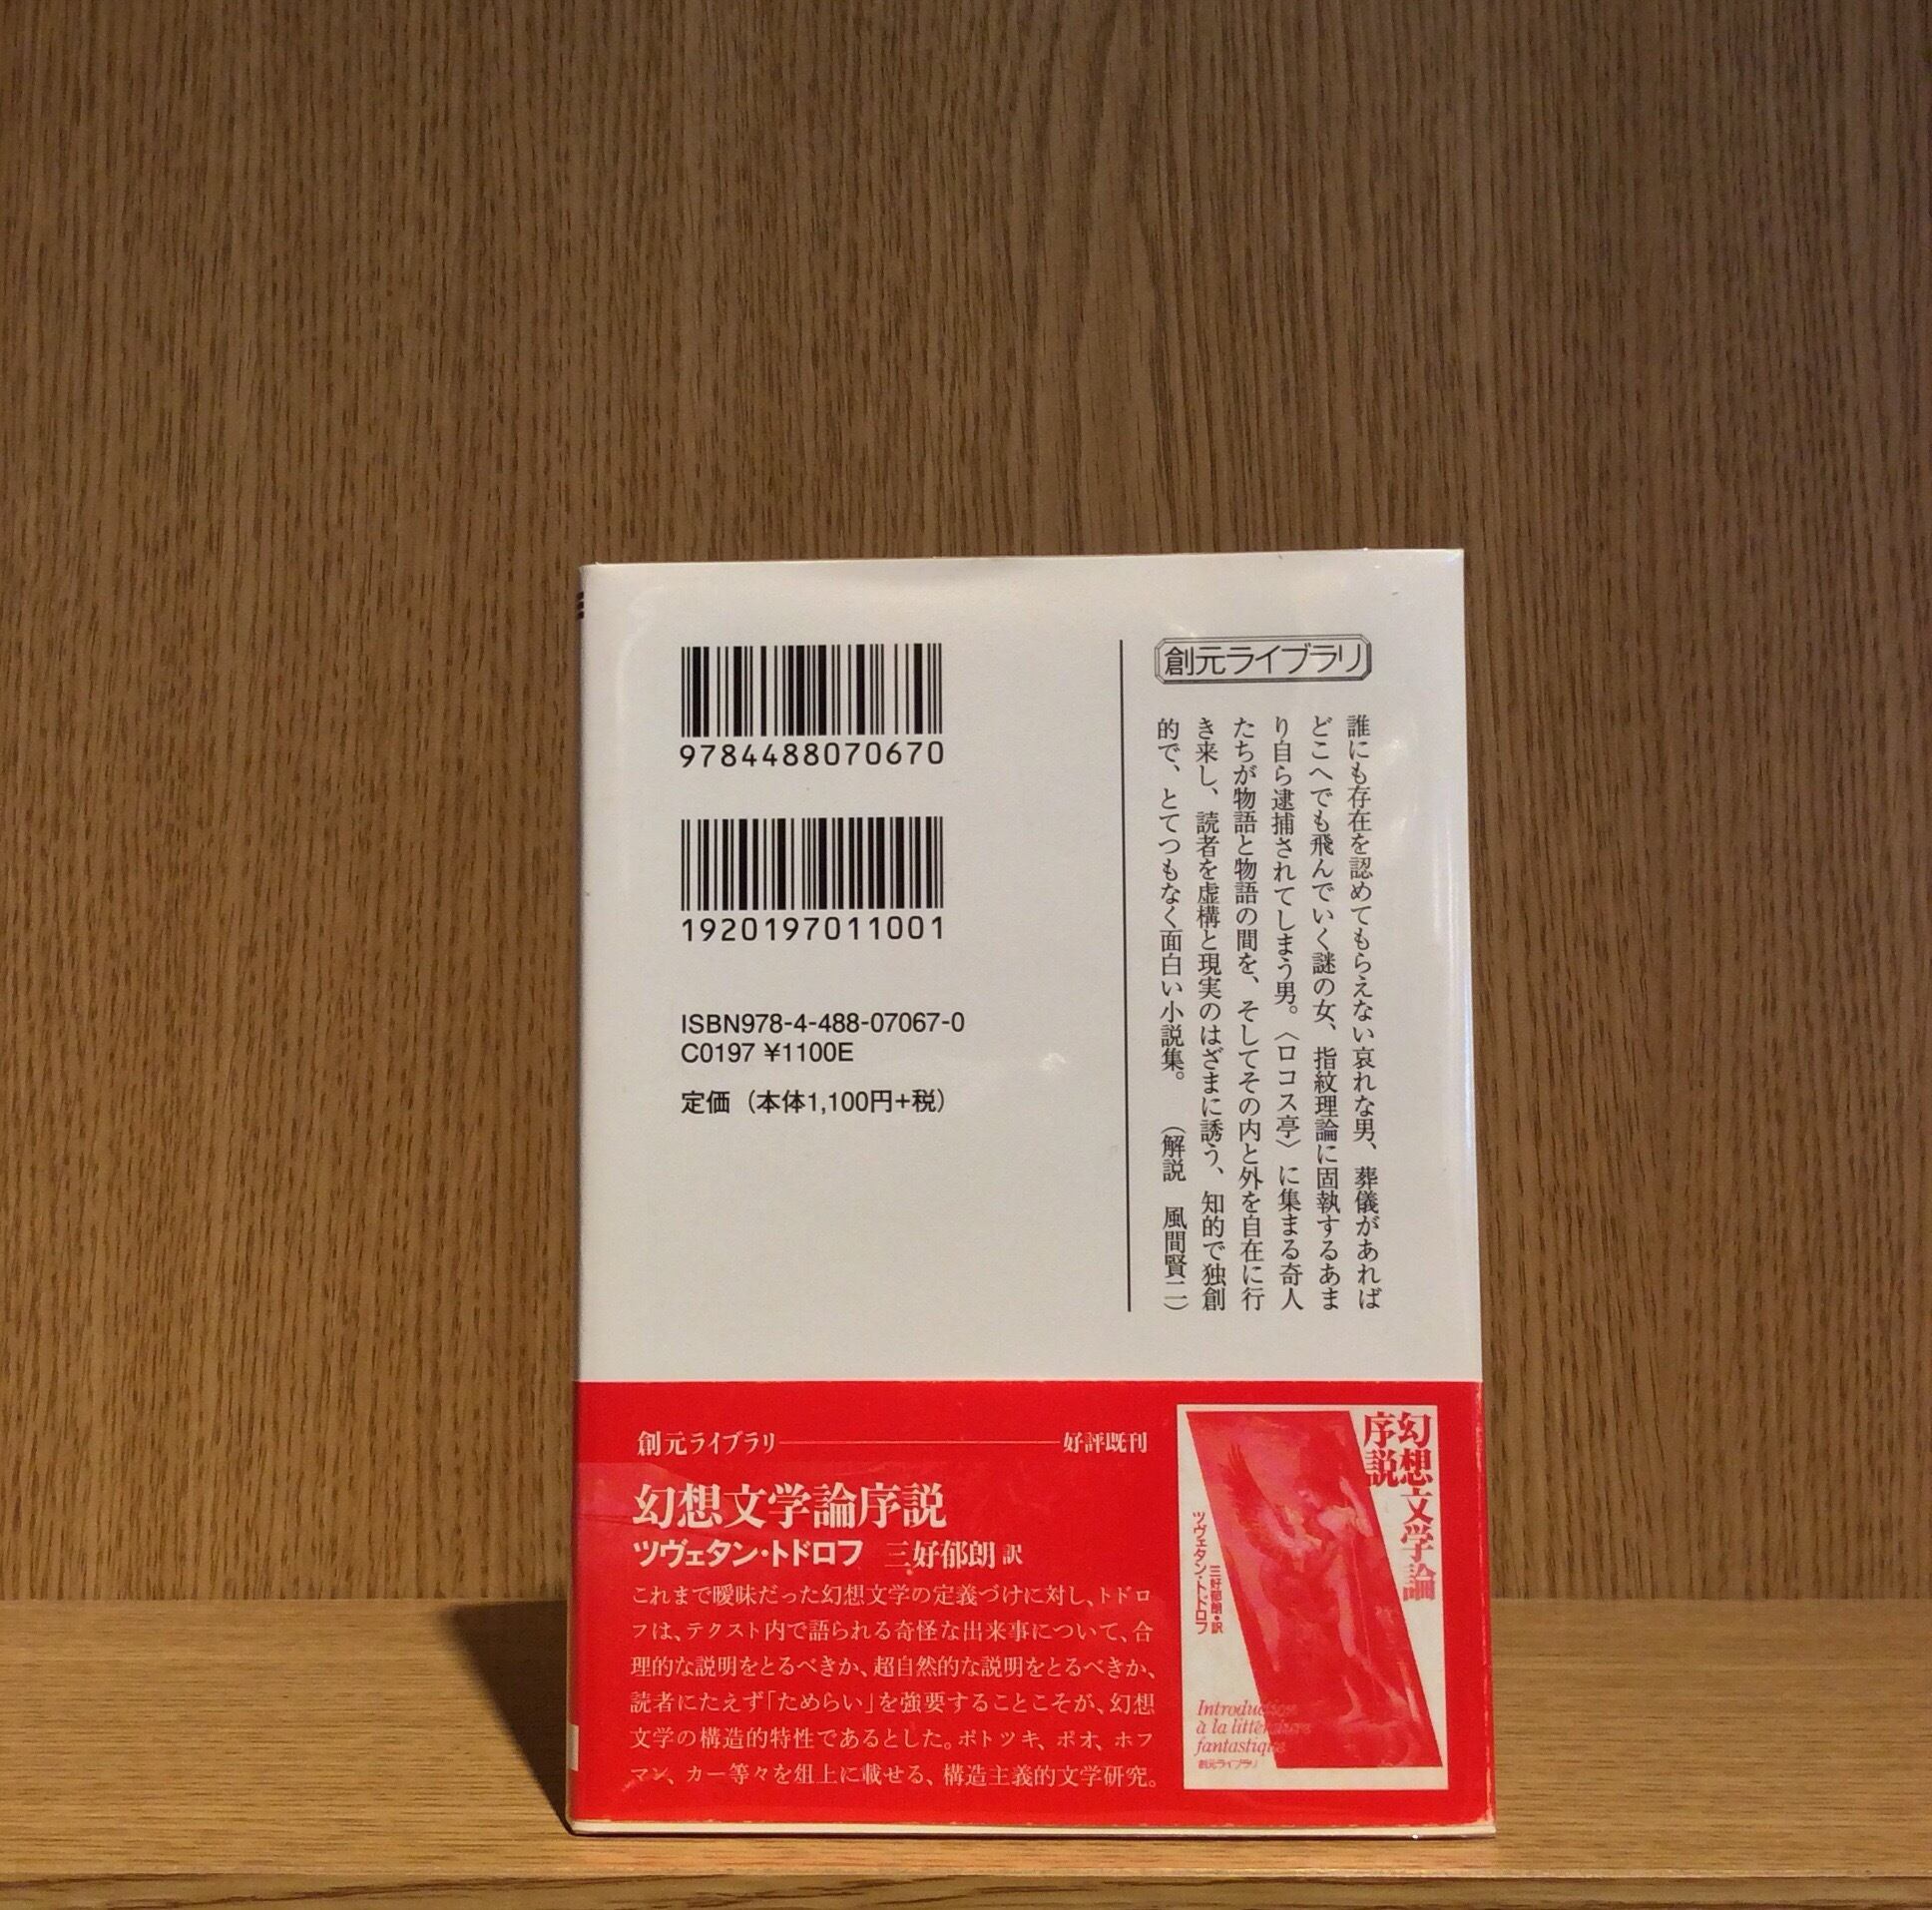 創元ライブラリ
誰にも存在を認めてもらえない哀れな男、葬儀があれば
どこへでも飛んでいく謎の女、指紋理論に固執するあま
り自ら逮捕されてしまう男。〈ロコス亭〉に集まる奇人
たちが物語と物語の間を、そしてその内と外を自在に行
き来し、読者を虚構と現実のはざまに誘う、知的で独創
的で、とてつもなく面白い小説集。 （解説 風間賢二）
9784488070670
1920197011001
ISBN978-4-488-07067-0
C0197 ¥1100E
定価（本体1,100円+税）
創元ライブラリ
好評既刊
幻想文学論序説
ツヴェタン・トドロフ 三好郁朗 訳
これまで曖昧だった幻想文学の定義づけに対し、トドロ
フは、テクスト内で語られる奇怪な出来事について、合
理的な説明をとるべきか、超自然的な説明をとるべきか、
読者にたえず「ためらい」を強要することこそが、幻想
文学の構造的特性であるとした。ポトツキ、ポオ、ホフ
マン、カー等々を俎上に載せる、構造主義的文学研究。
幻想文学論
序説
三好郁朗・訳
ツヴェタン・トドロフ
Introduction
à la littérature
fantastique
創元ライブラリ